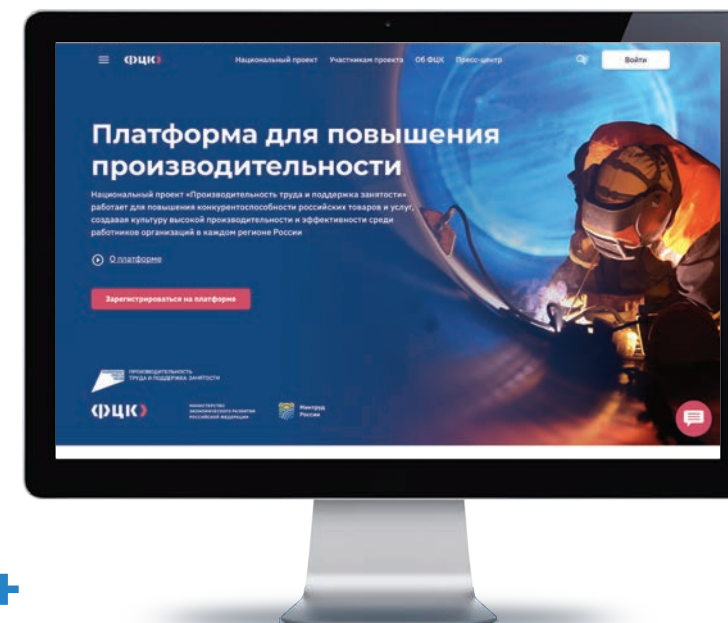 ФЦК
Национальный проект Участникам проекта Об ФЦК Пресс-центр
Войти
Платформа для повышения
производительности
Национальный проект «Производительность труда и поддержка занятости»
работает для повышения конкурентоспособности российских товаров и услуг,
создавая культуру высокой производительности и эффективности среди
работников организаций в каждом регионе России
О платформе
Зарегистрироваться на платформе
ПРОИЗВОДИТЕЛЬНОСТЬ
ТРУДА И ПОДДЕРЖКА ЗАНЯТОСТИ
ФЦК
МИНИСТЕРСТВО
ЭКОНОМИЧЕСКОГО РАЗВИТИЯ
РОССИЙСКОЙ ФЕДЕРАЦИИ
Минтруд
России
+